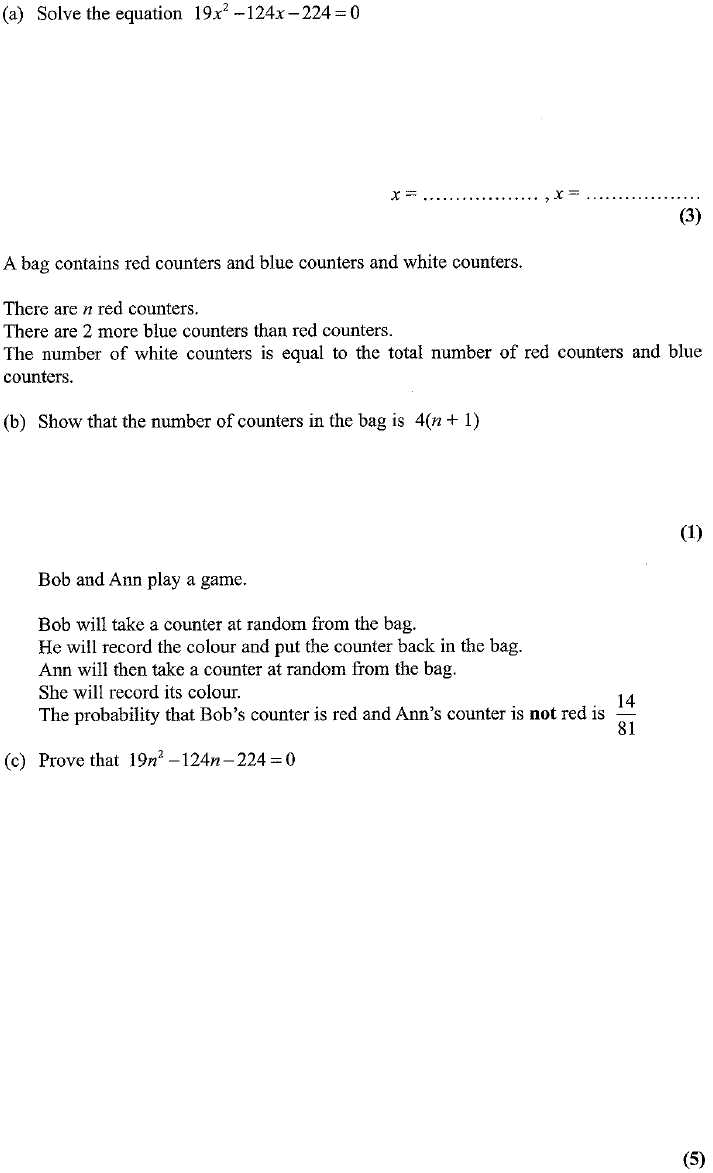 (a) Solve the equation 19x² –124x – 224 = 0
x = .................. , x = ..................
(3)
A bag contains red counters and blue counters and white counters.
There are n red counters.
There are 2 more blue counters than red counters.
The number of white counters is equal to the total number of red counters and blue
counters.
(b) Show that the number of counters in the bag is 4(n + 1)
(1)
Bob and Ann play a game.
Bob will take a counter at random from the bag.
He will record the colour and put the counter back in the bag.
Ann will then take a counter at random from the bag.
She will record its colour.
The probability that Bob's counter is red and Ann's counter is not red is 14/81
(c) Prove that 19n² –124n – 224 = 0
(5)